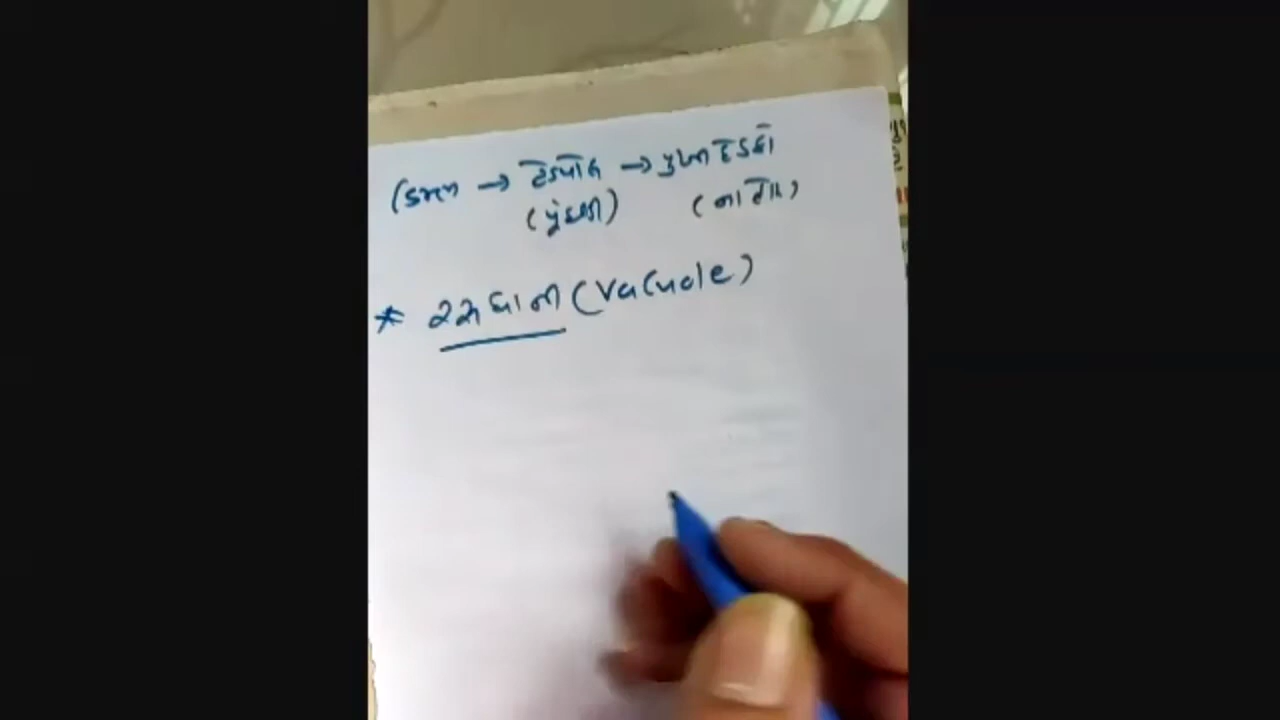 ડિમ્ભ → ટેડપોલ → પુખ્ત દેડકો
(પૂંછડી)
* રસધાની (Vacuole)